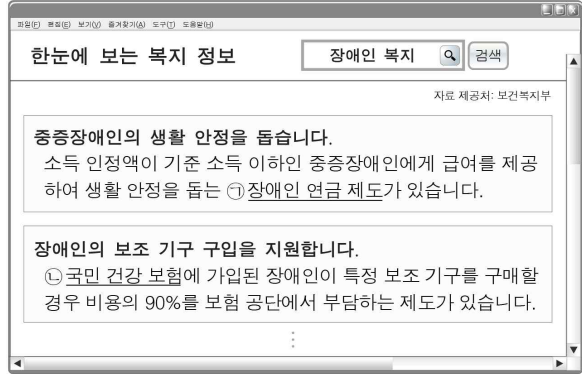 파일(F) 편집(E) 보기(V) 즐겨찾기(A) 도구(T) 도움말(H)
한눈에 보는 복지 정보 장애인 복지 검색
자료 제공처: 보건복지부
중증장애인의 생활 안정을 돕습니다.
소득 인정액이 기준 소득 이하인 중증장애인에게 급여를 제공
하여 생활 안정을 돕는 ㉠장애인 연금 제도가 있습니다.
장애인의 보조 기구 구입을 지원합니다.
㉡국민 건강 보험에 가입된 장애인이 특정 보조 기구를 구매할
경우 비용의 90%를 보험 공단에서 부담하는 제도가 있습니다.
⋮